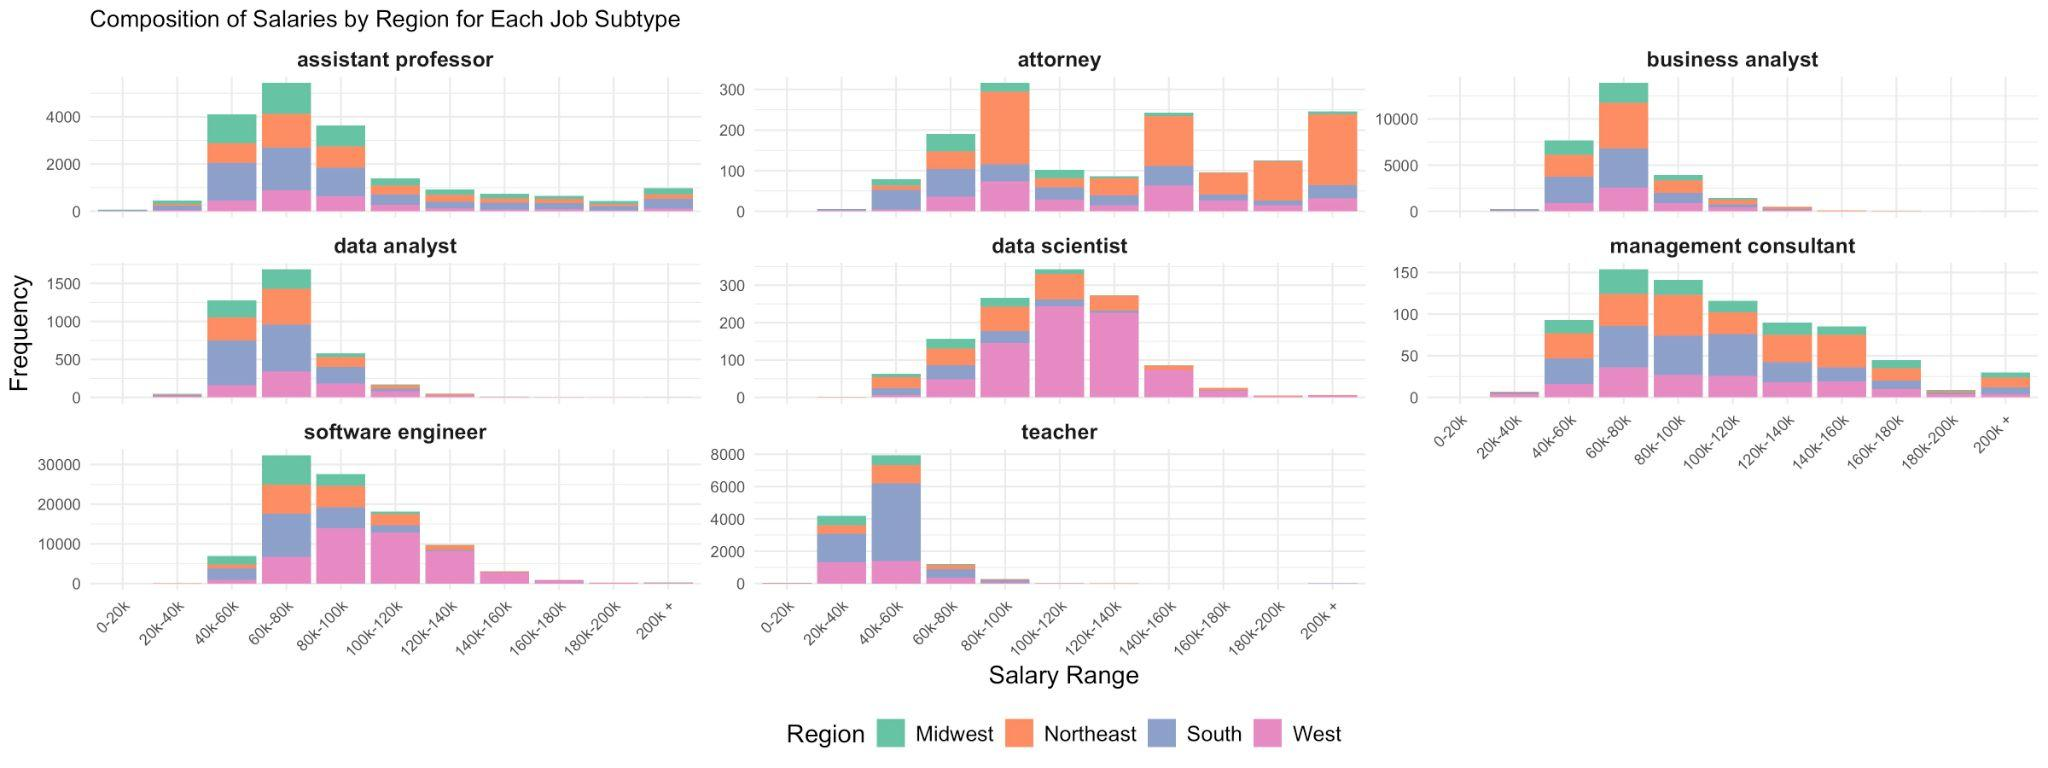 Composition of Salaries by Region for Each Job Subtype
assistant professor
attorney
business analyst
4000
2000
0
300
200
100
0
10000
5000
0
data analyst
data scientist
management consultant
1500
1000
500
0
300
200
100
0
150
100
50
0
Frequency
software engineer
teacher
0-20k
20k-40k
40k-60k
60k-80k
80k-100k
100k-120k
120k-140k
140k-160k
160k-180k
180k-200k
200k +
30000
20000
10000
0
8000
6000
4000
2000
0
0-20k
20k-40k
40k-60k
60k-80k
80k-100k
100k-120k
120k-140k
140k-160k
160k-180k
180k-200k
200k +
0-20k
20k-40k
40k-60k
60k-80k
80k-100k
100k-120k
120k-140k
140k-160k
160k-180k
180k-200k
200k +
Salary Range
Region Midwest Northeast South West